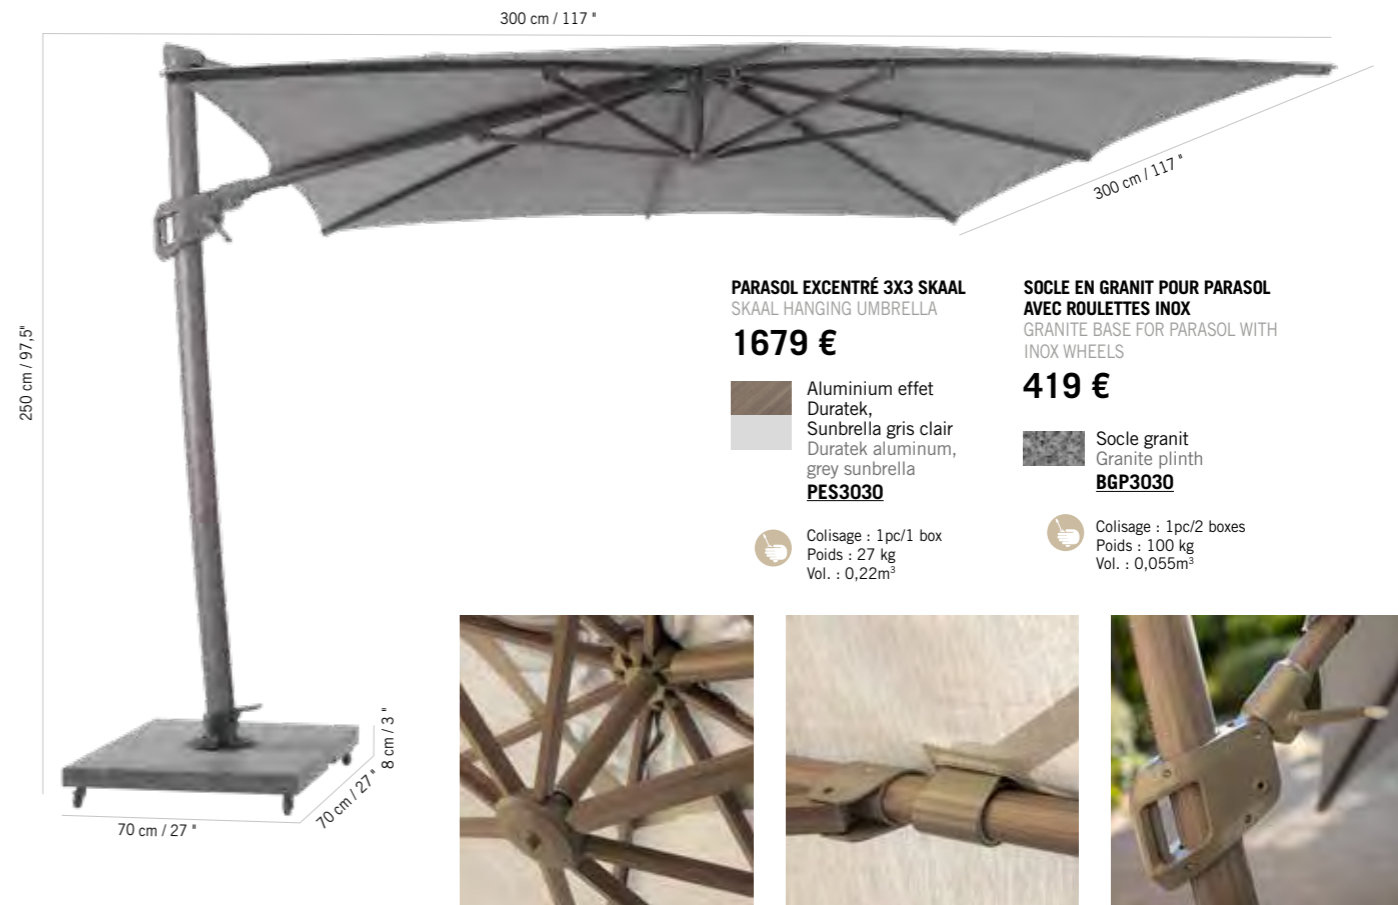 300 cm / 117 "
300 cm / 117 "
250 cm / 97,5"
PARASOL EXCENTRÉ 3X3 SKAAL
SKAAL HANGING UMBRELLA
1679 €
Aluminium effet
Duratek,
Sunbrella gris clair
Duratek aluminum,
grey sunbrella
PES3030
Colisage : 1pc/1 box
Poids : 27 kg
Vol. : 0,22m³
SOCLE EN GRANIT POUR PARASOL
AVEC ROULETTES INOX
GRANITE BASE FOR PARASOL WITH
INOX WHEELS
419 €
Socle granit
Granite plinth
BGP3030
Colisage : 1pc/2 boxes
Poids : 100 kg
Vol. : 0,055m³
8 cm / 3 "
70 cm / 27 "
70 cm / 27 "